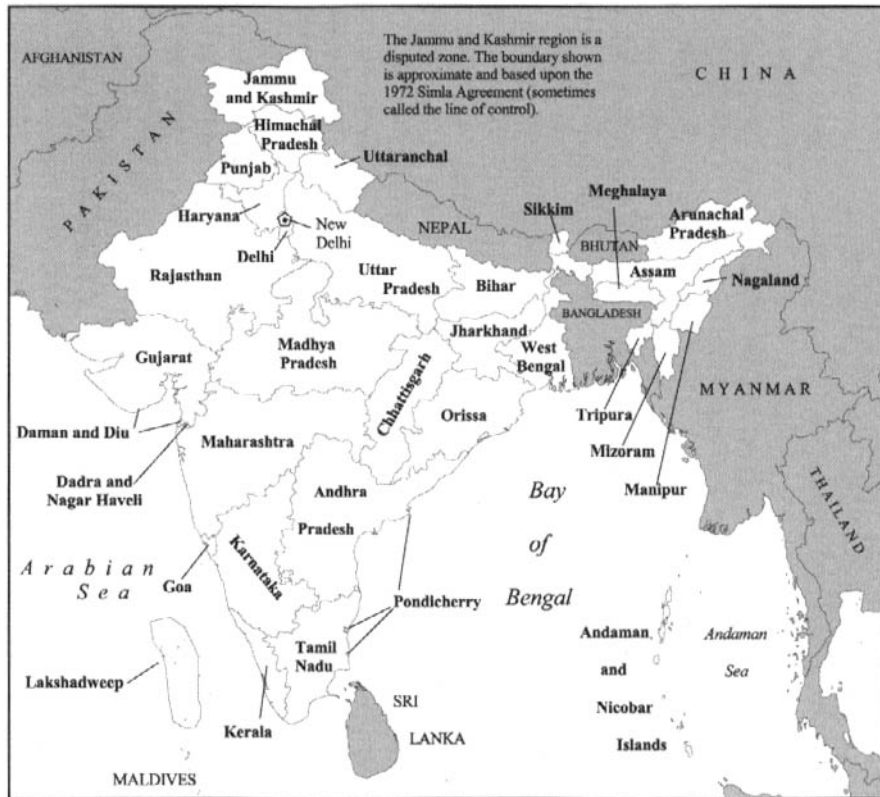 AFGHANISTAN
The Jammu and Kashmir region is a
disputed zone. The boundary shown
is approximate and based upon the
1972 Simla Agreement (sometimes
called the line of control).
CHINA
Jammu
and Kashmir
Himachal
Pradesh
PAKISTAN
Punjab
Uttaranchal
Meghalaya
Haryana
New
Delhi
Sikkim
Arunachal
Pradesh
NEPAL
BHUTAN
Delhi
Rajasthan
Uttar
Pradesh
Bihar
Assam
Nagaland
BANGLADESH
Jharkhand
Madhya
Pradesh
West
Bengal
Gujarat
Chhattisgarh
MYANMAR
Orissa
Tripura
Daman and Diu
Maharashtra
Mizoram
Dadra and
Nagar Haveli
Manipur
THAILAND
Andhra
Pradesh
Bay
of
Bengal
Karnataka
Arabian
Sea
Goa
Pondicherry
Tamil
Nadu
Andaman
and
Nicobar
Islands
Andaman
Sea
Lakshadweep
Kerala
SRI
LANKA
MALDIVES